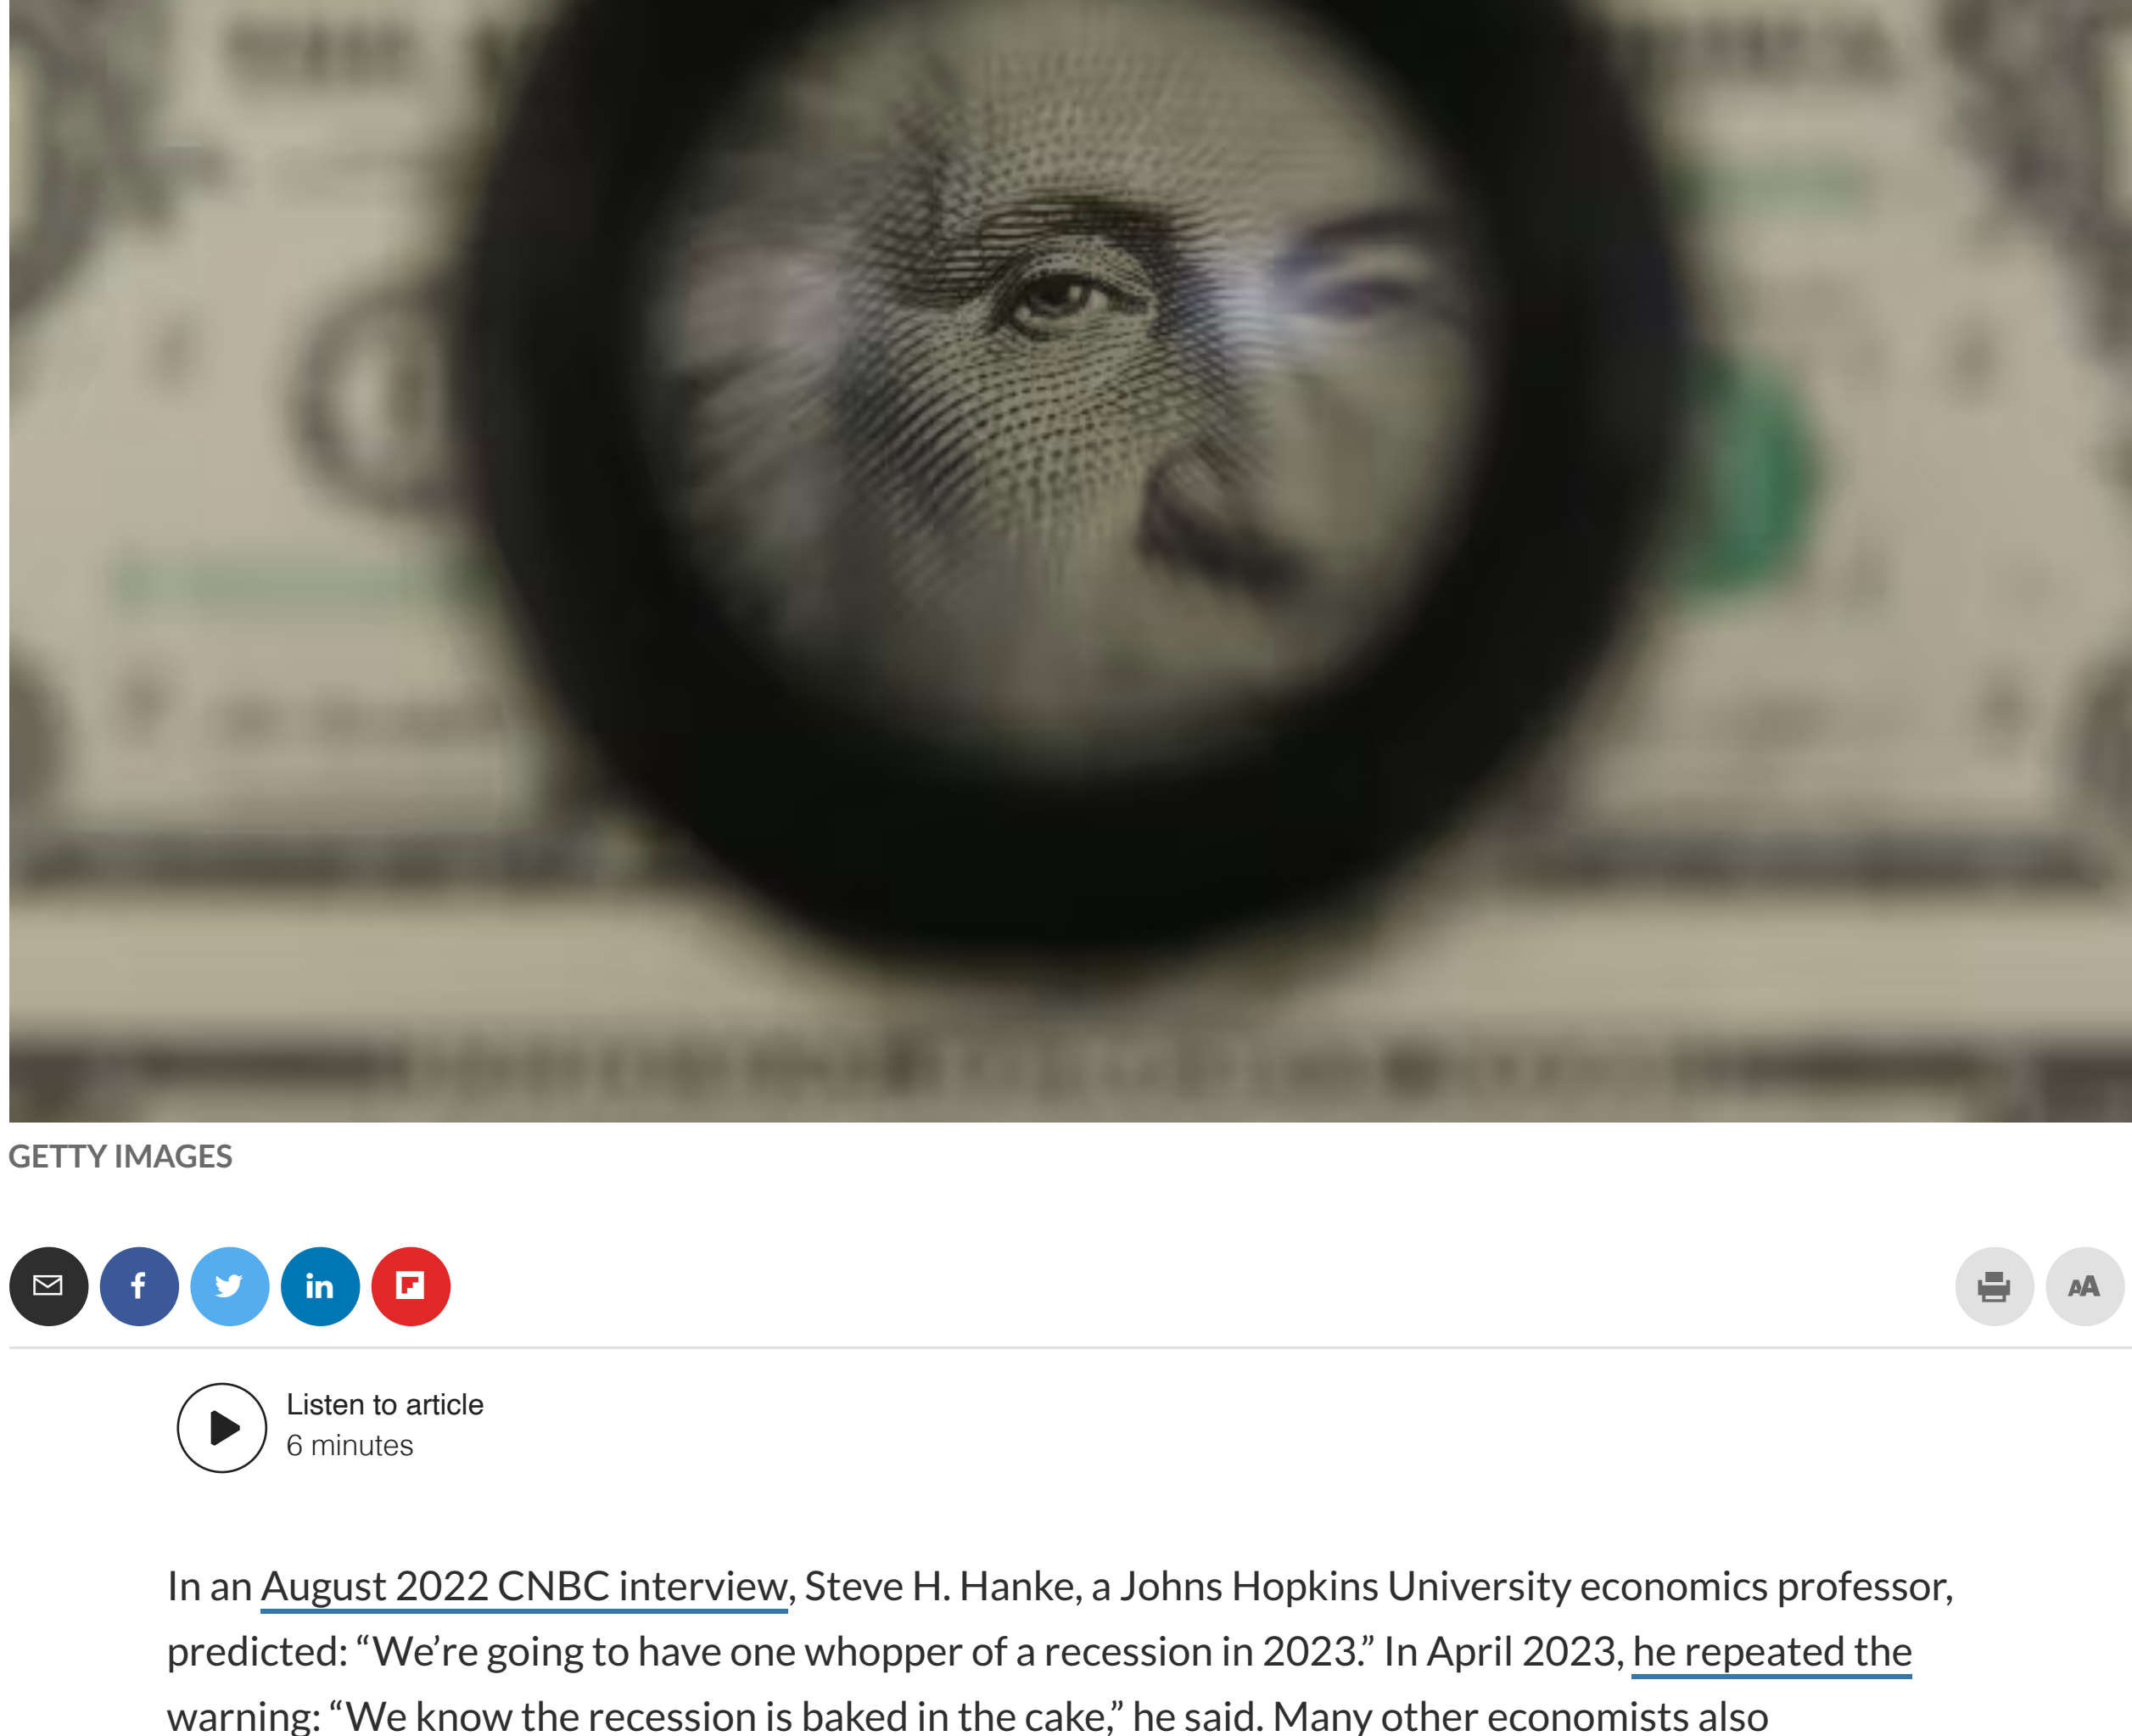 GETTY IMAGES
f
in
AA
Listen to article
6 minutes
In an August 2022 CNBC interview, Steve H. Hanke, a Johns Hopkins University economics professor,
predicted: “We’re going to have one whopper of a recession in 2023.” In April 2023, he repeated the
warning: “We know the recession is baked in the cake,” he said. Many other economists also